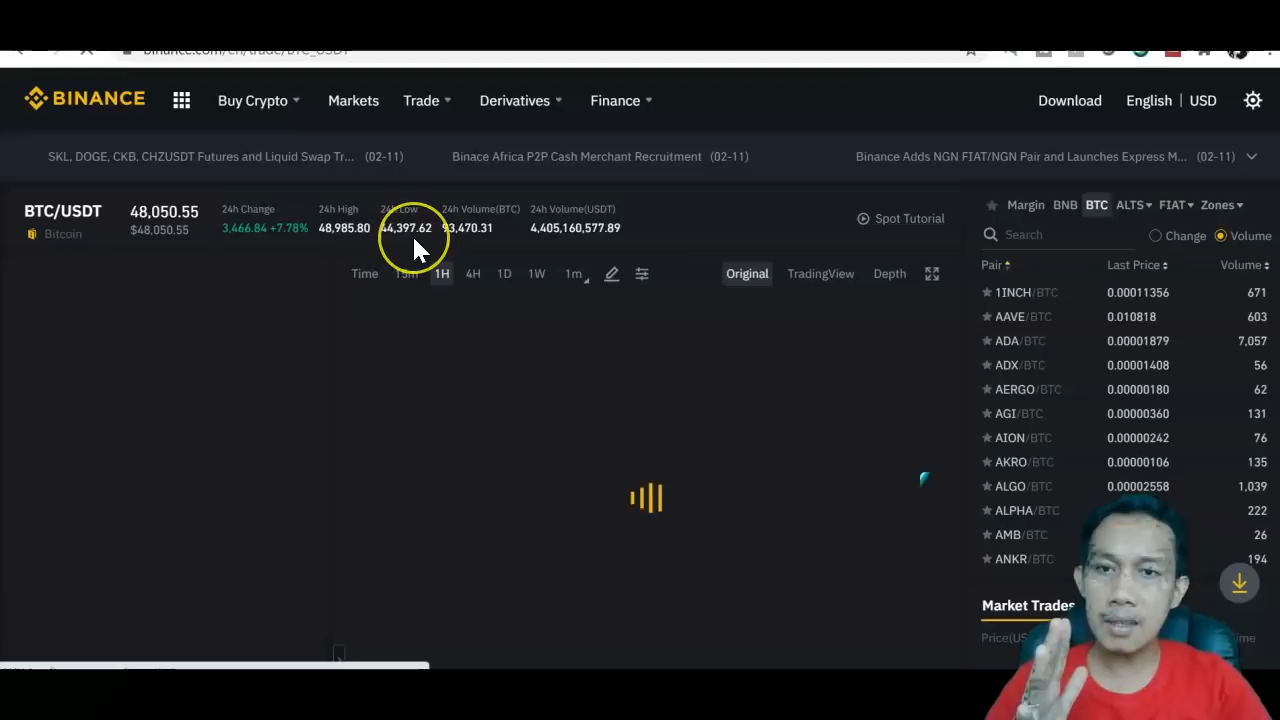 BINANCE Buy Crypto Markets Trade Derivatives Finance Download English | USD
SKL, DOGE, CKB, CHZUSDT Futures and Liquid Swap Tr... (02-11) Binace Africa P2P Cash Merchant Recruitment (02-11) Binance Adds NGN FIAT/NGN Pair and Launches Express M... (02-11)
BTC/USDT 48,050.55 24h Change 24h High 24h Low 24h Volume(BTC) 24h Volume(USDT)
Bitcoin $48,050.55 3,466.84 +7.78% 48,985.80 44,397.62 93,470.31 4,405,160,577.89
Spot Tutorial
Time 15m 1H 4H 1D 1W 1m Original TradingView Depth
Margin BNB BTC ALTS FIAT Zones
Search Change Volume
Pair Last Price Volume
1INCH/BTC 0.00011356 671
AAVE/BTC 0.010818 603
ADA/BTC 0.00001879 7,057
ADX/BTC 0.00001408 56
AERGO/BTC 0.00000180 62
AGI/BTC 0.00000360 131
AION/BTC 0.00000242 76
AKRO/BTC 0.00000106 135
ALGO/BTC 0.00002558 1,039
ALPHA/BTC 222
AMB/BTC 26
ANKR/BTC 194
Market Trades